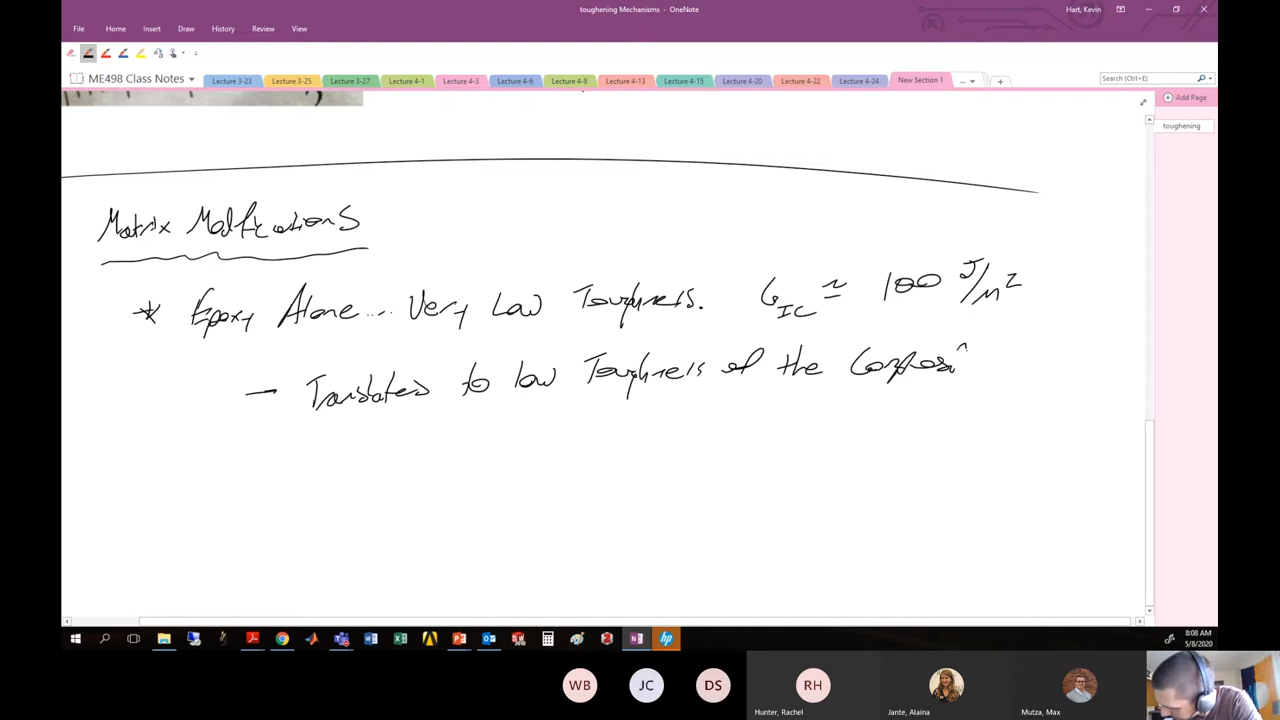 toughening Mechanisms - OneNote
Hart, Kevin
File Home Insert Draw History Review View
ME498 Class Notes
Lecture 3-23 Lecture 3-25 Lecture 3-27 Lecture 4-1 Lecture 4-3 Lecture 4-6 Lecture 4-8 Lecture 4-13 Lecture 4-15 Lecture 4-20 Lecture 4-22 Lecture 4-24 New Section 1 ...
Search (Ctrl+E)
Add Page
toughening
Matrix Modfications
* Epoxy Alone... Very Low Toughness. GIC ≈ 100 J/m²
- Translates to low Toughness of the Composi
8:08 AM
5/8/2020
WB JC DS RH
Hunter, Rachel
Jante, Alaina
Mutza, Max